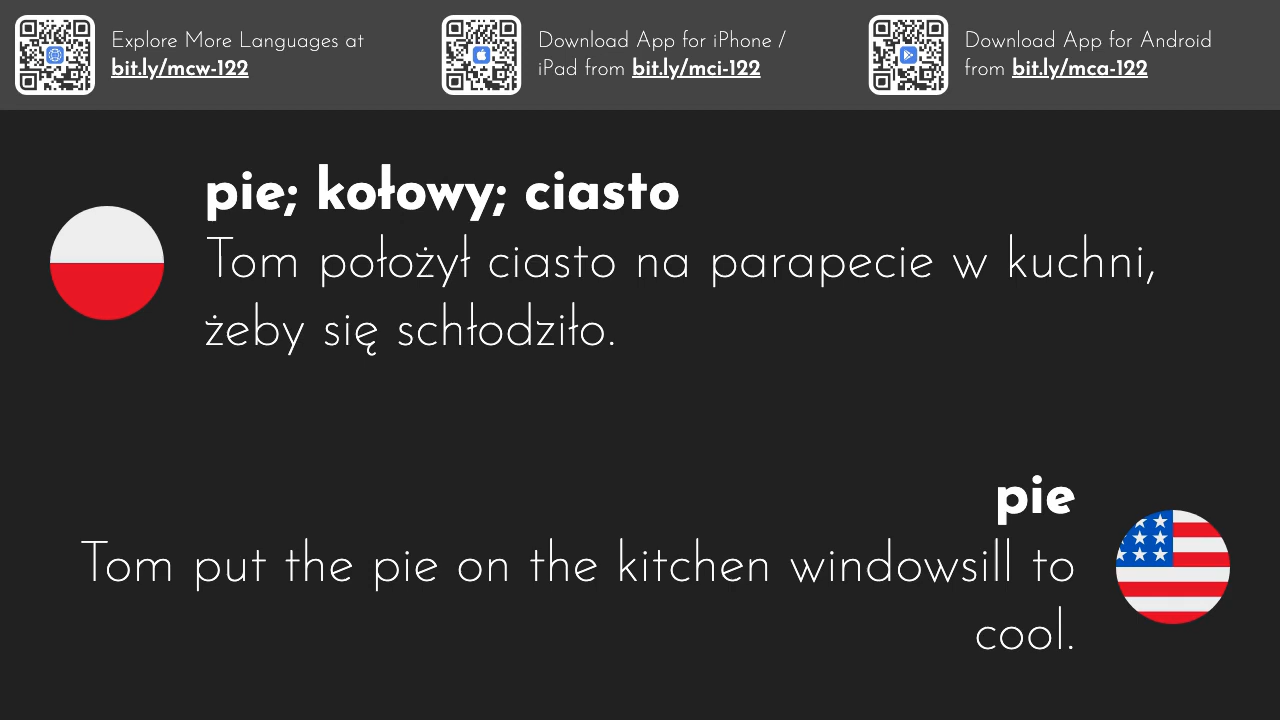 Explore More Languages at
bit.ly/mcw-122
Download App for iPhone /
iPad from bit.ly/mci-122
Download App for Android
from bit.ly/mca-122
pie; kołowy; ciasto
Tom położył ciasto na parapecie w kuchni,
żeby się schłodziło.
pie
Tom put the pie on the kitchen windowsill to
cool.